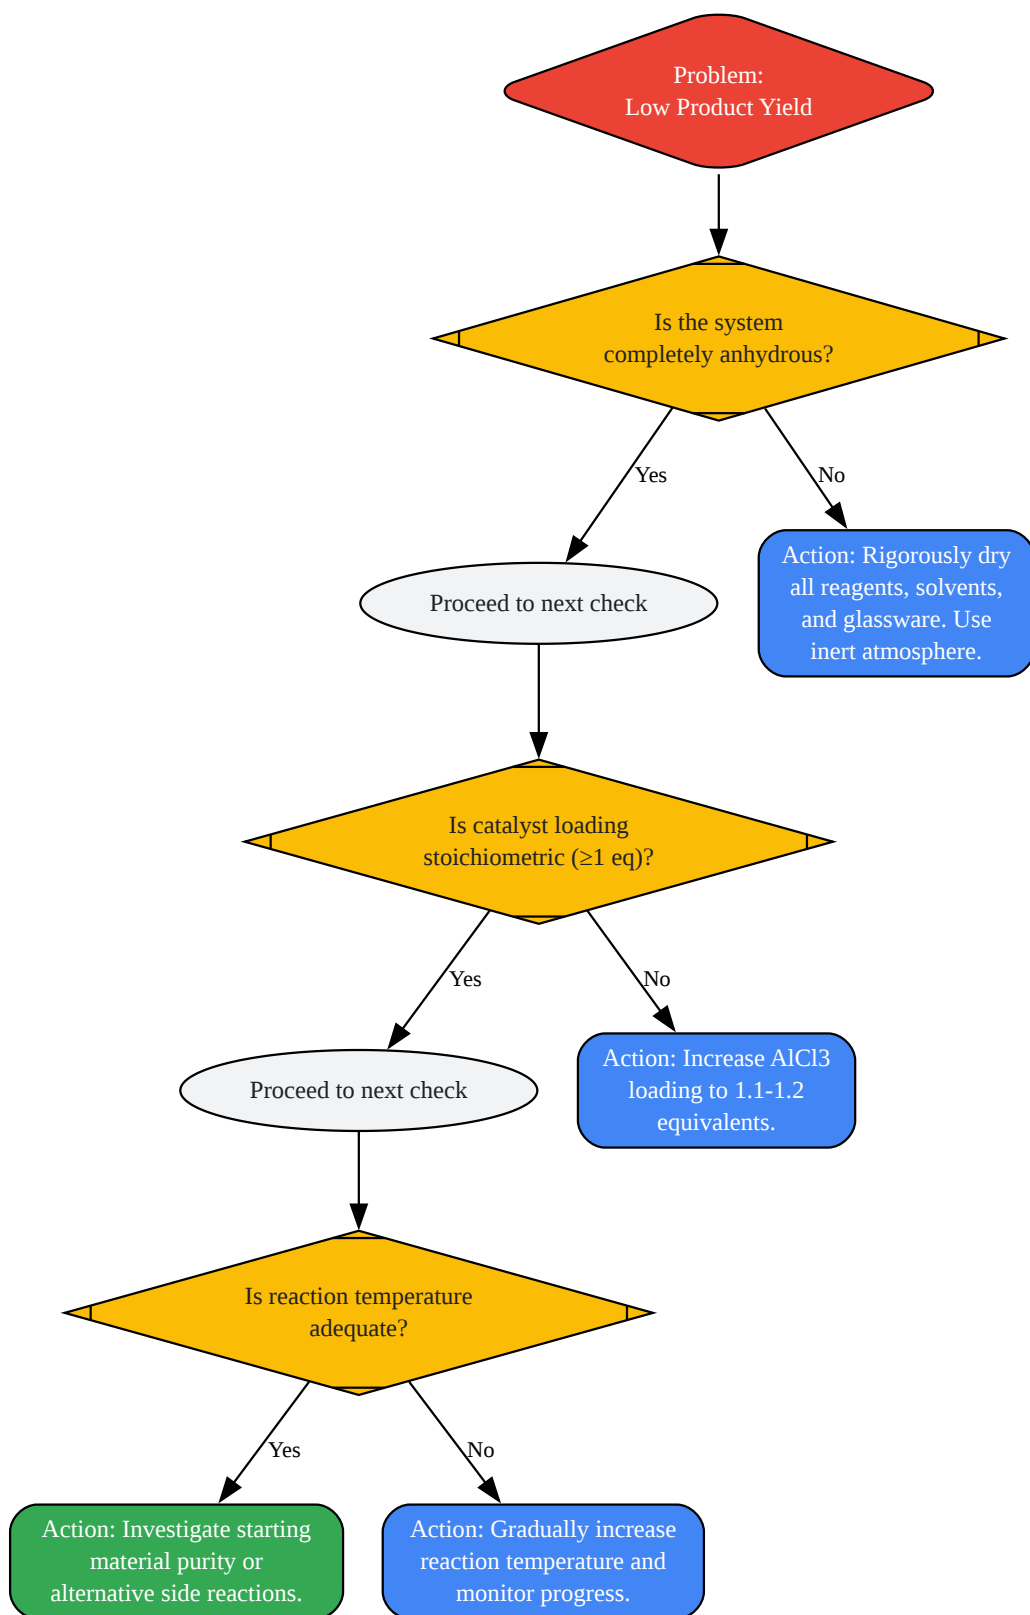 Problem:
Low Product Yield
Is the system
completely anhydrous?
Yes
No
Action: Rigorously dry
all reagents, solvents,
and glassware. Use
inert atmosphere.
Proceed to next check
Is catalyst loading
stoichiometric (≥1 eq)?
Yes
No
Action: Increase AlCl3
loading to 1.1-1.2
equivalents.
Proceed to next check
Is reaction temperature
adequate?
Yes
No
Action: Investigate starting
material purity or
alternative side reactions.
Action: Gradually increase
reaction temperature and
monitor progress.